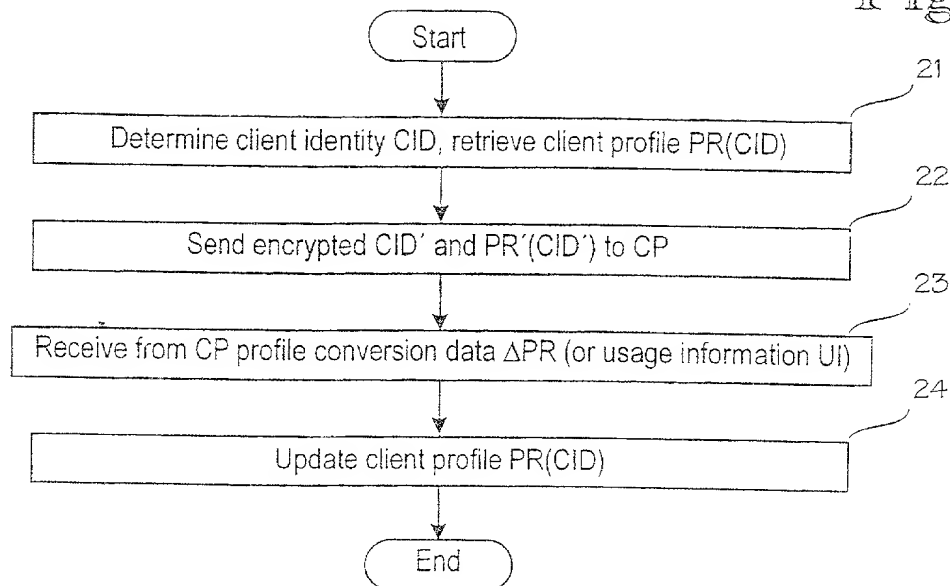 Fig
Start
21
Determine client identity CID, retrieve client profile PR(CID)
22
Send encrypted CID´ and PR´(CID´) to CP
23
Receive from CP profile conversion data ΔPR (or usage information UI)
24
Update client profile PR(CID)
End